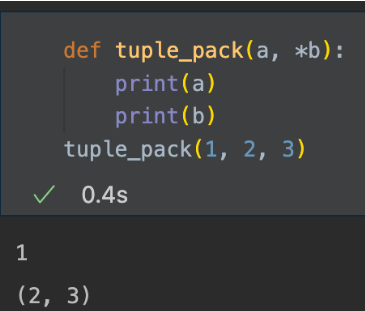 def tuple_pack(a, *b):
    print(a)
    print(b)
tuple_pack(1, 2, 3)
✓ 0.4s
1
(2, 3)